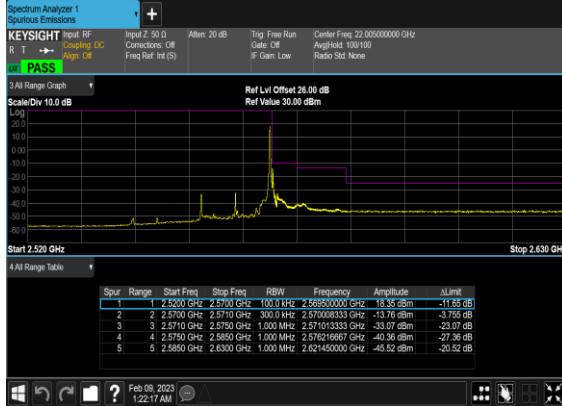 Spectrum Analyzer 1
Spurious Emissions
KEYSIGHT Input: RF Input Z: 50 Ω Atten: 20 dB Trig: Free Run Center Freq: 22.005000000 GHz
R T Coupling: DC Corrections: Off Gate: Off Avg|Hold: 100/100
Align: Off Freq Ref: Int (S) IF Gain: Low Radio Std: None
PASS
3 All Range Graph
Ref Lvl Offset 26.00 dB
Scale/Div 10.0 dB Ref Value 30.00 dBm
Log
20.0
10.0
0.00
-10.0
-20.0
-30.0
-40.0
-50.0
-60.0
Start 2.520 GHz Stop 2.630 GH
4 All Range Table
Spur Range Start Freq Stop Freq RBW Frequency Amplitude ΔLimit
1 1 2.5200 GHz 2.5700 GHz 100.0 kHz 2.569500000 GHz 18.35 dBm -11.65 dB
2 2 2.5700 GHz 2.5710 GHz 300.0 kHz 2.570008333 GHz -13.76 dBm -3.755 dB
3 3 2.5710 GHz 2.5750 GHz 1.000 MHz 2.571013333 GHz -33.07 dBm -23.07 dB
4 4 2.5750 GHz 2.5850 GHz 1.000 MHz 2.576216667 GHz -40.36 dBm -27.36 dB
5 5 2.5850 GHz 2.6300 GHz 1.000 MHz 2.621450000 GHz -45.52 dBm -20.52 dB
? Feb 09, 2023
1:22:17 AM